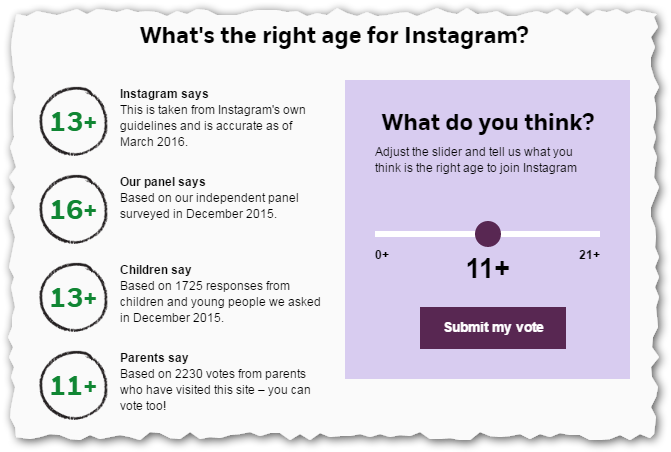 What's the right age for Instagram?
13+
Instagram says
This is taken from Instagram's own
guidelines and is accurate as of
March 2016.
16+
Our panel says
Based on our independent panel
surveyed in December 2015.
13+
Children say
Based on 1725 responses from
children and young people we asked
in December 2015.
11+
Parents say
Based on 2230 votes from parents
who have visited this site – you can
vote too!
What do you think?
Adjust the slider and tell us what you
think is the right age to join Instagram
0+
21+
11+
Submit my vote